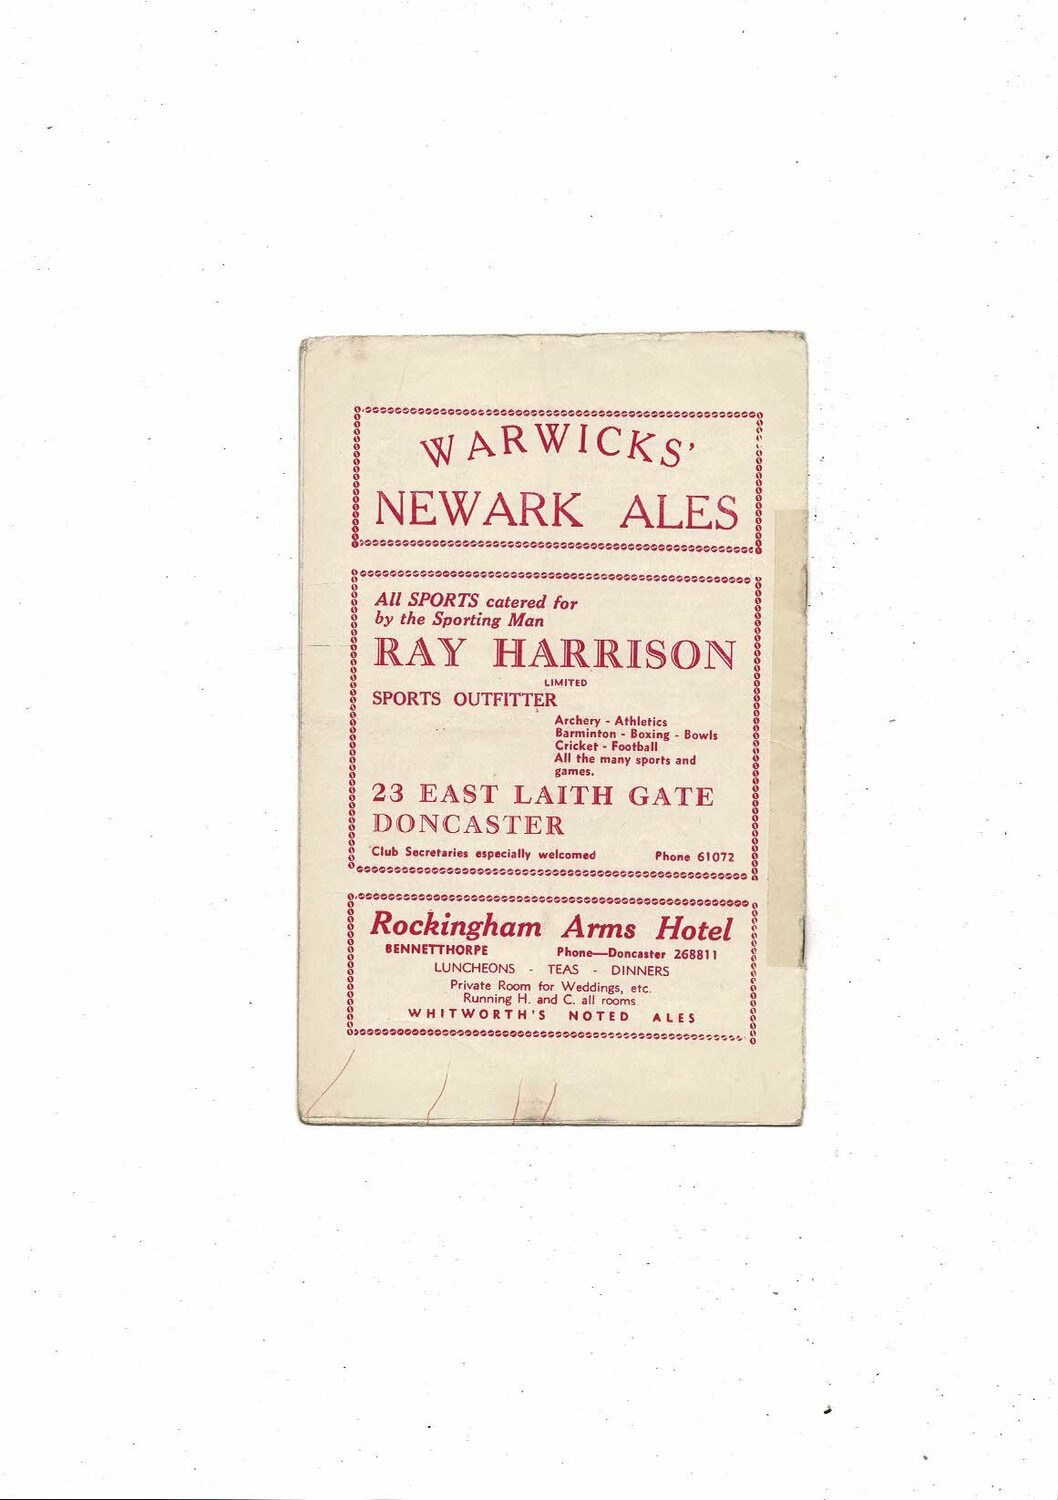 WARWICKS'
NEWARK ALES
All SPORTS catered for
by the Sporting Man
RAY HARRISON
LIMITED
SPORTS OUTFITTER
Archery - Athletics
Barminton - Boxing - Bowls
Cricket - Football
All the many sports and
games.
23 EAST LAITH GATE
DONCASTER
Club Secretaries especially welcomed Phone 61072
Rockingham Arms Hotel
BENNETTHORPE Phone—Doncaster 268811
LUNCHEONS - TEAS - DINNERS
Private Room for Weddings, etc.
Running H. and C. all rooms
WHITWORTH'S NOTED ALES